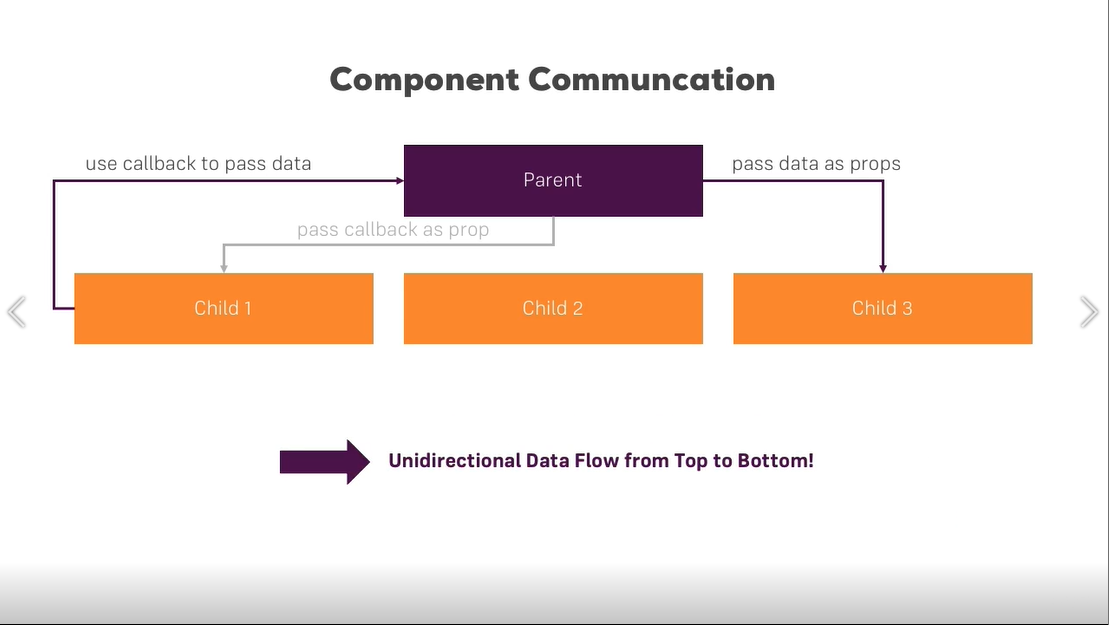 Component Communcation
use callback to pass data
Parent
pass data as props
pass callback as prop
Child 1
Child 2
Child 3
Unidirectional Data Flow from Top to Bottom!